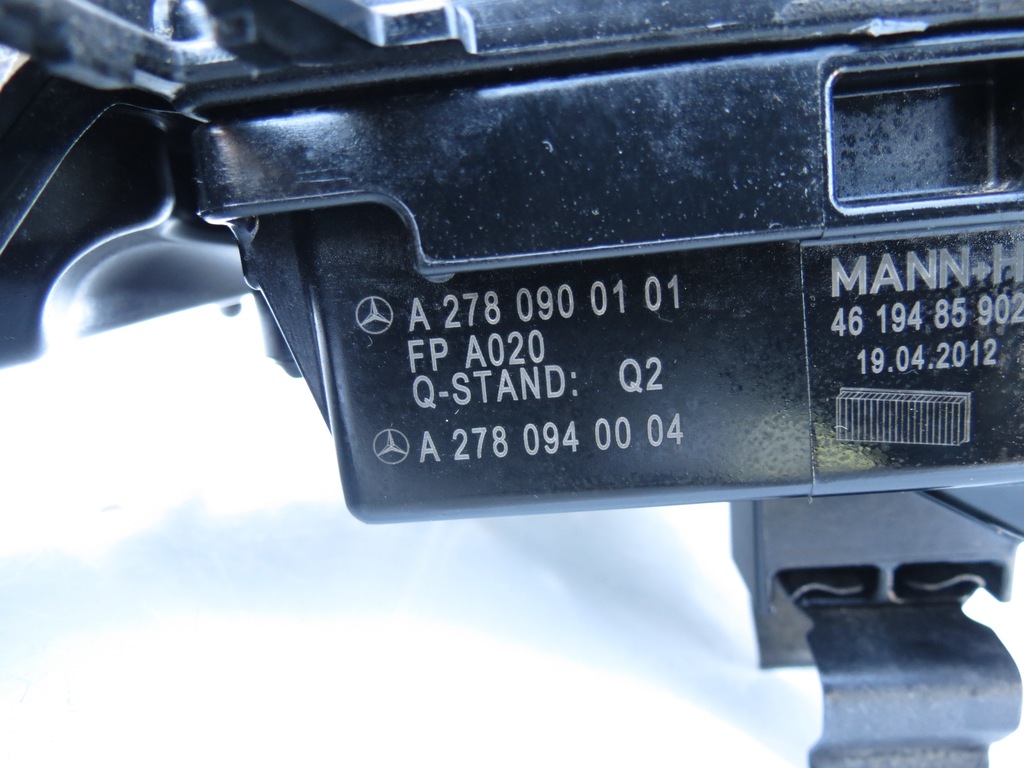 A 278 090 01 01
FP A020
Q-STAND: Q2
A 278 094 00 04
MANN+H
46 194 85 902
19.04.2012